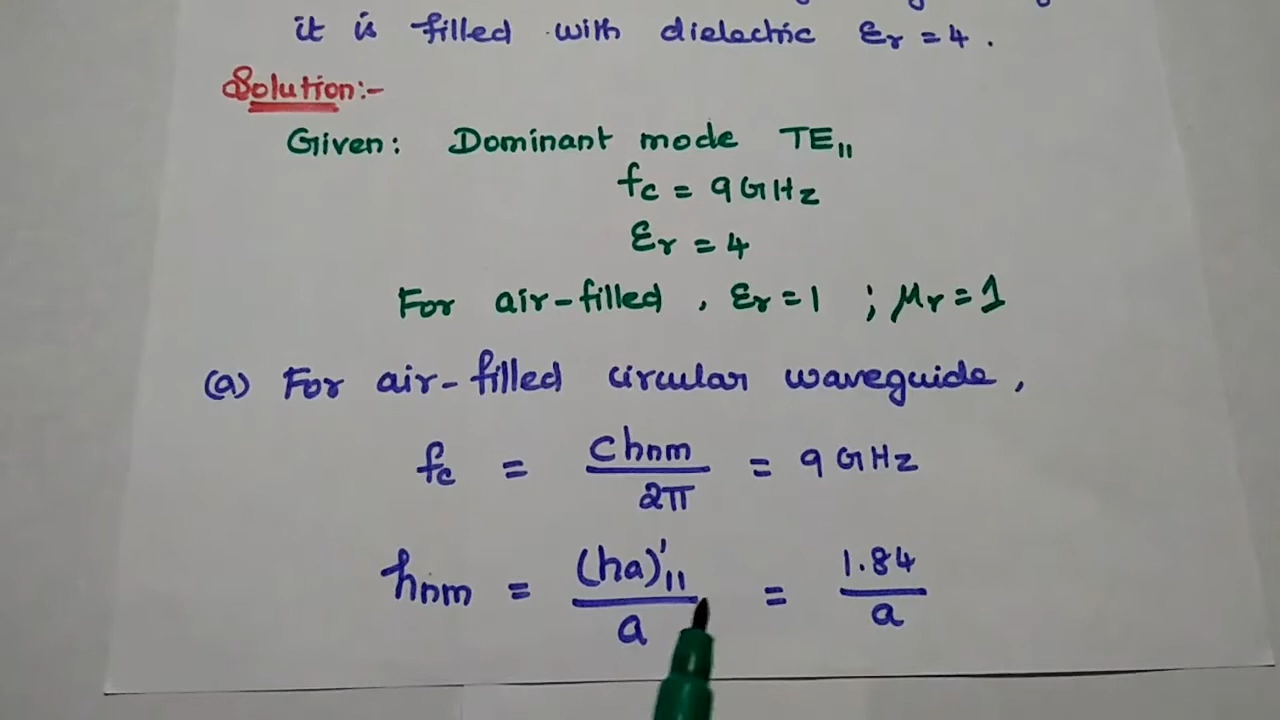 it is filled with dielectric εr = 4.
Solution:-
Given: Dominant mode TE11
fc = 9 GHz
εr = 4
For air-filled, εr = 1 ; μr = 1
(a) For air-filled circular waveguide,
fc = c hnm / 2π = 9 GHz
hnm = (ha)'11 / a = 1.84 / a